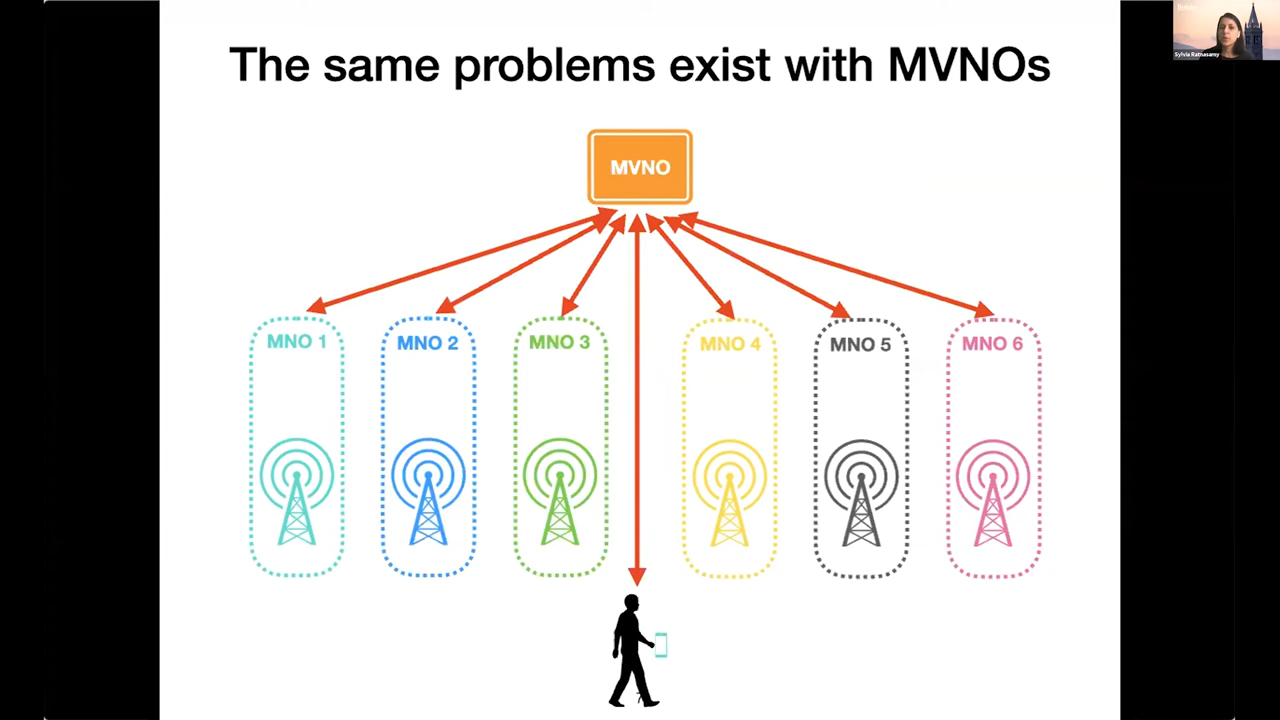 The same problems exist with MVNOs
MVNO
MNO 1
MNO 2
MNO 3
MNO 4
MNO 5
MNO 6
Sylvia Ratnasamy